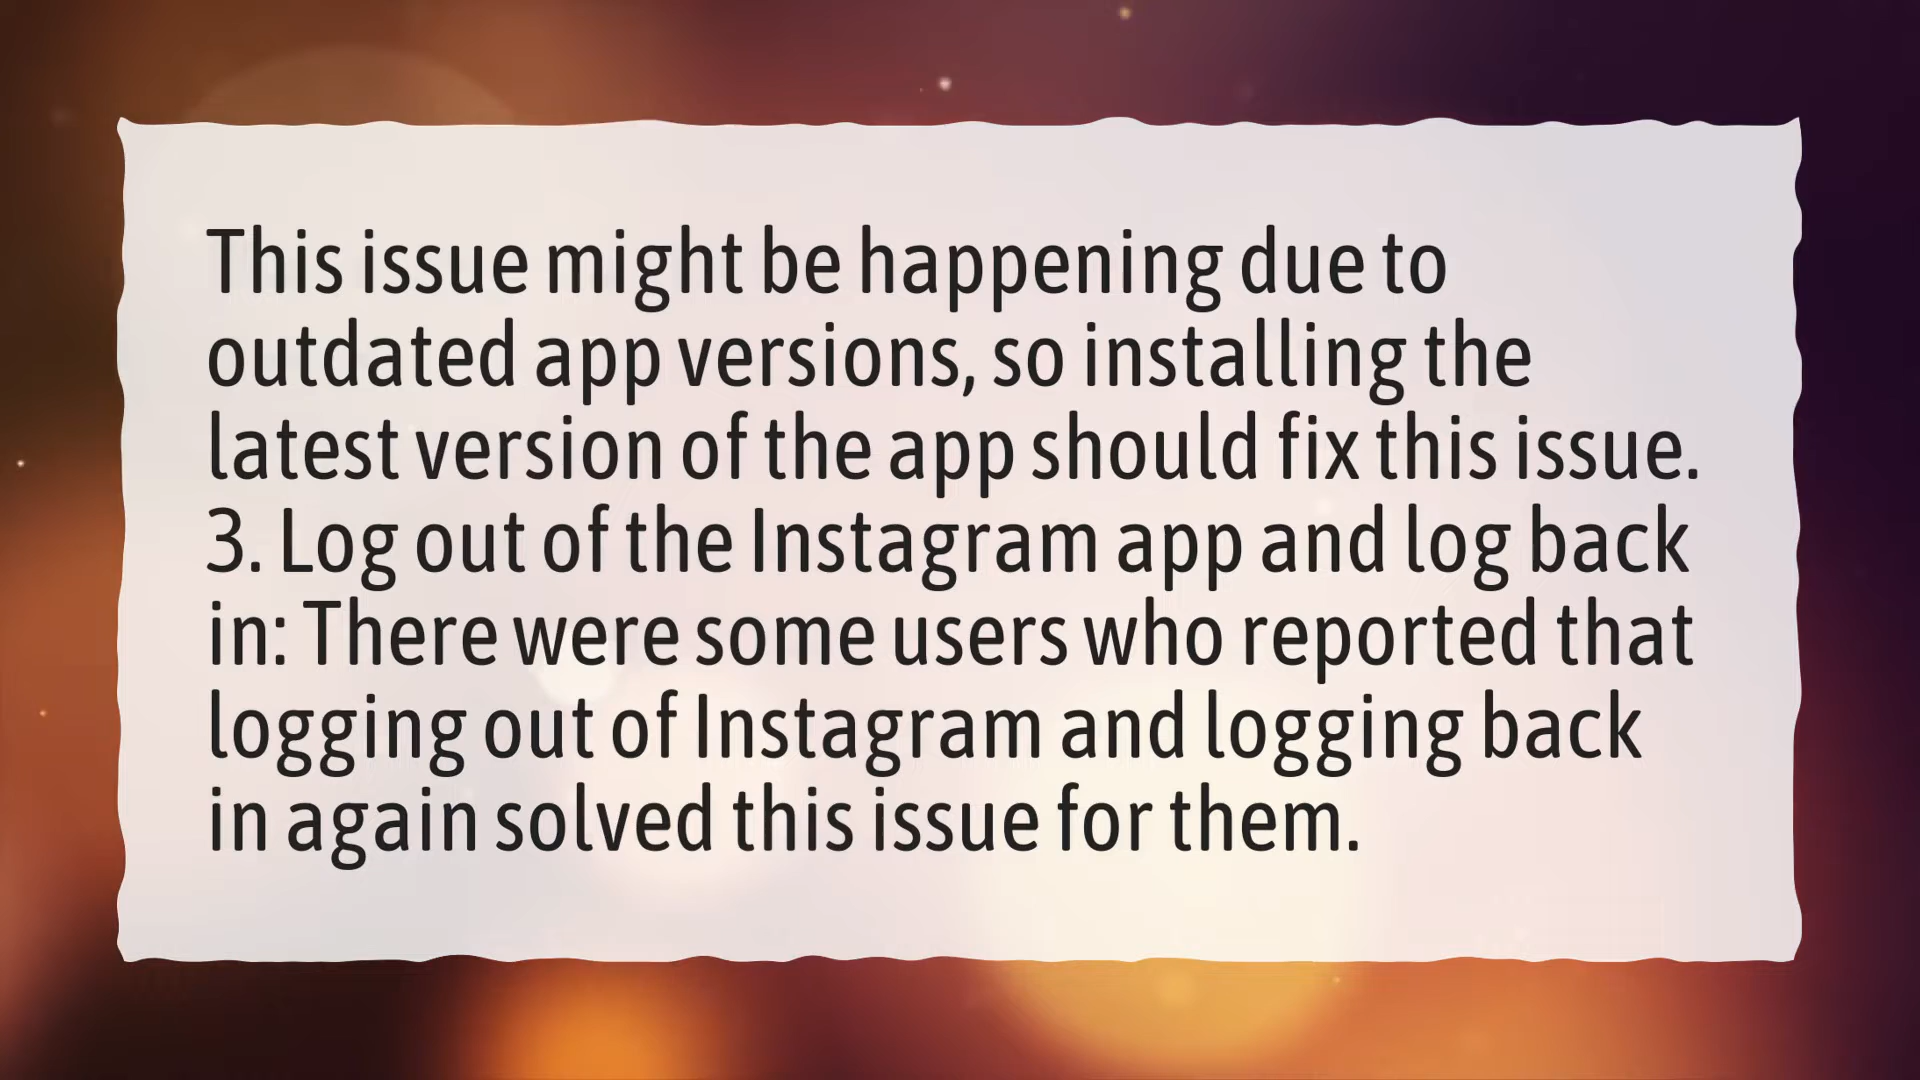 This issue might be happening due to
outdated app versions, so installing the
latest version of the app should fix this issue.
3. Log out of the Instagram app and log back
in: There were some users who reported that
logging out of Instagram and logging back
in again solved this issue for them.